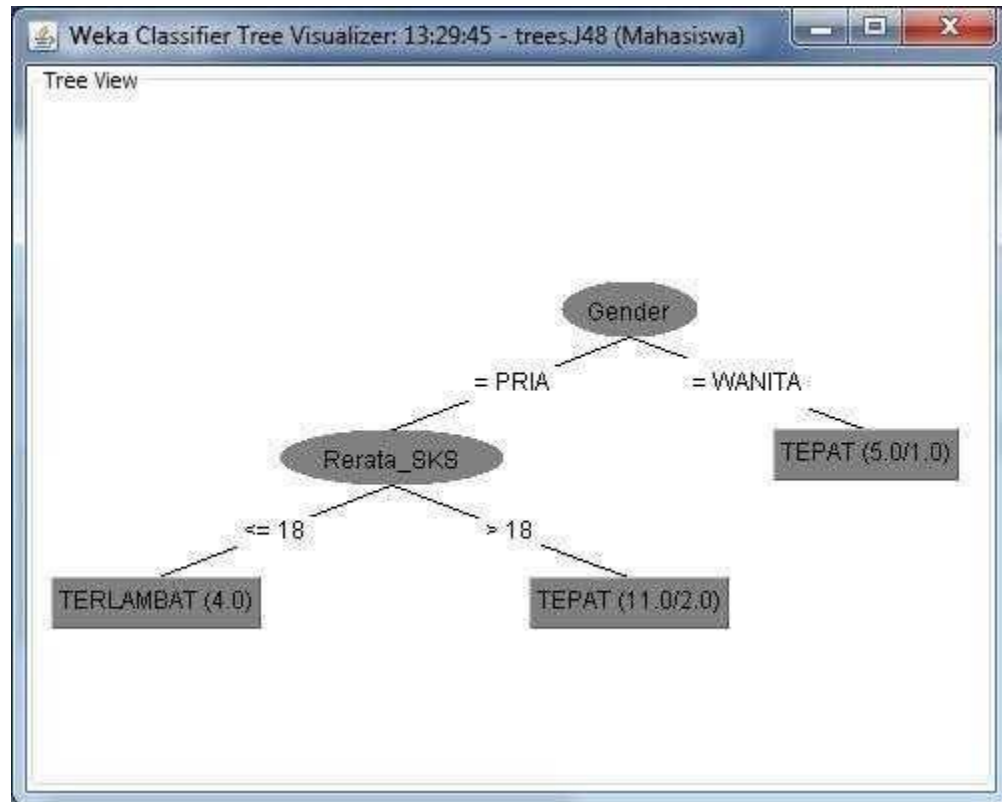 Weka Classifier Tree Visualizer: 13:29:45 - trees.J48 (Mahasiswa)
Tree View
Gender
= PRIA
= WANITA
Rerata_SKS
TEPAT (5.0/1.0)
<= 18
> 18
TERLAMBAT (4.0)
TEPAT (11.0/2.0)